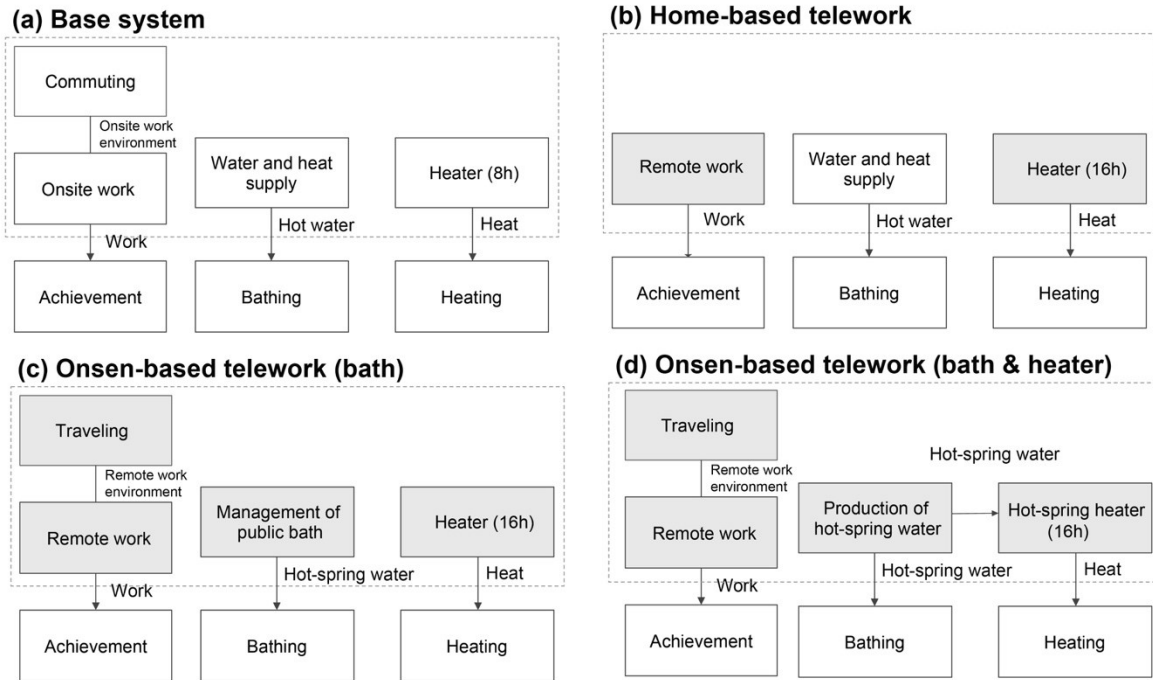 (a) Base system
Commuting
Onsite work
environment
Onsite work
Water and heat
supply
Heater (8h)
Work
Hot water
Heat
Achievement
Bathing
Heating
(b) Home-based telework
Remote work
Water and heat
supply
Heater (16h)
Work
Hot water
Heat
Achievement
Bathing
Heating
(c) Onsen-based telework (bath)
Traveling
Remote work
environment
Remote work
Management of
public bath
Heater (16h)
Work
Hot-spring water
Heat
Achievement
Bathing
Heating
(d) Onsen-based telework (bath & heater)
Traveling
Hot-spring water
Remote work
environment
Remote work
Production of
hot-spring water
Hot-spring heater
(16h)
Work
Hot-spring water
Heat
Achievement
Bathing
Heating